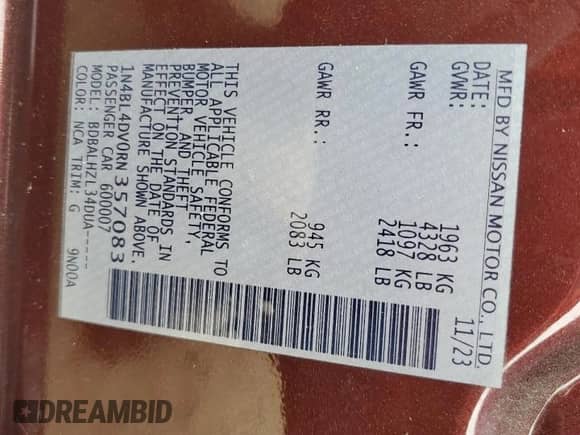 MFD BY NISSAN MOTOR CO., LTD.
DATE: 11/23
GVWR: 1963 KG
4328 LB
GAWR FR.: 1097 KG
2418 LB
GAWR RR.: 945 KG
2083 LB
THIS VEHICLE CONFORMS TO
ALL APPLICABLE FEDERAL
MOTOR VEHICLE SAFETY,
BUMPER AND THEFT
PREVENTION STANDARDS IN
EFFECT ON THE DATE OF
MANUFACTURE SHOWN ABOVE.
1N4BL4DV0RN357083
PASSENGER CAR 600007
MODEL: BDBALHZL34DUA-----
COLOR: NCA TRIM: G 9N00A
DREAMBID